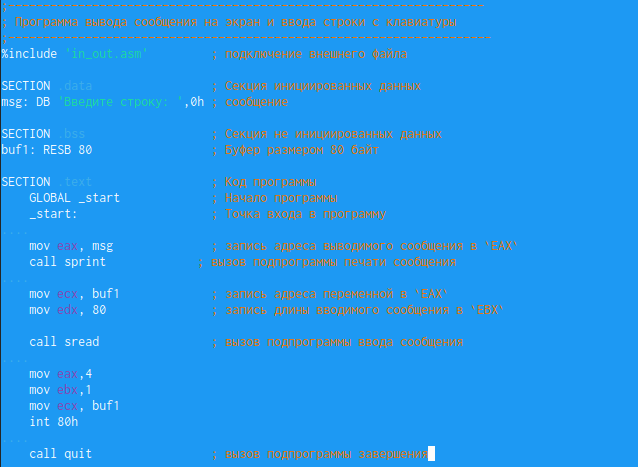 ;--------------------------------------------------------------------
; Программа вывода сообщения на экран и ввода строки с клавиатуры
;---------------------------------------------------------------------
%include 'in_out.asm'         ; подключение внешнего файла
SECTION .data                 ; Секция инициированных данных
msg: DB 'Введите строку: ',0h ; сообщение
SECTION .bss                  ; Секция не инициированных данных
buf1: RESB 80                 ; Буфер размером 80 байт
SECTION .text                 ; Код программы
    GLOBAL _start             ; Начало программы
    _start:                   ; Точка входа в программу
----
    mov eax, msg              ; запись адреса выводимого сообщения в `EAX`
    call sprint             ; вызов подпрограммы печати сообщения
----
    mov ecx, buf1             ; запись адреса переменной в `EAX`
    mov edx, 80               ; запись длины вводимого сообщения в `EBX`
    call sread                ; вызов подпрограммы ввода сообщения
----
    mov eax,4
    mov ebx,1
    mov ecx, buf1
    int 80h
----
    call quit                 ; вызов подпрограммы завершения